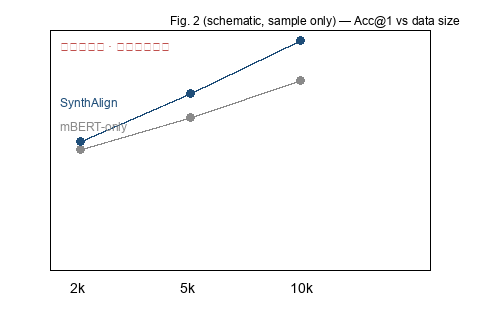 Fig. 2 (schematic, sample only) — Acc@1 vs data size
SynthAlign
mBERT-only
2k 5k 10k